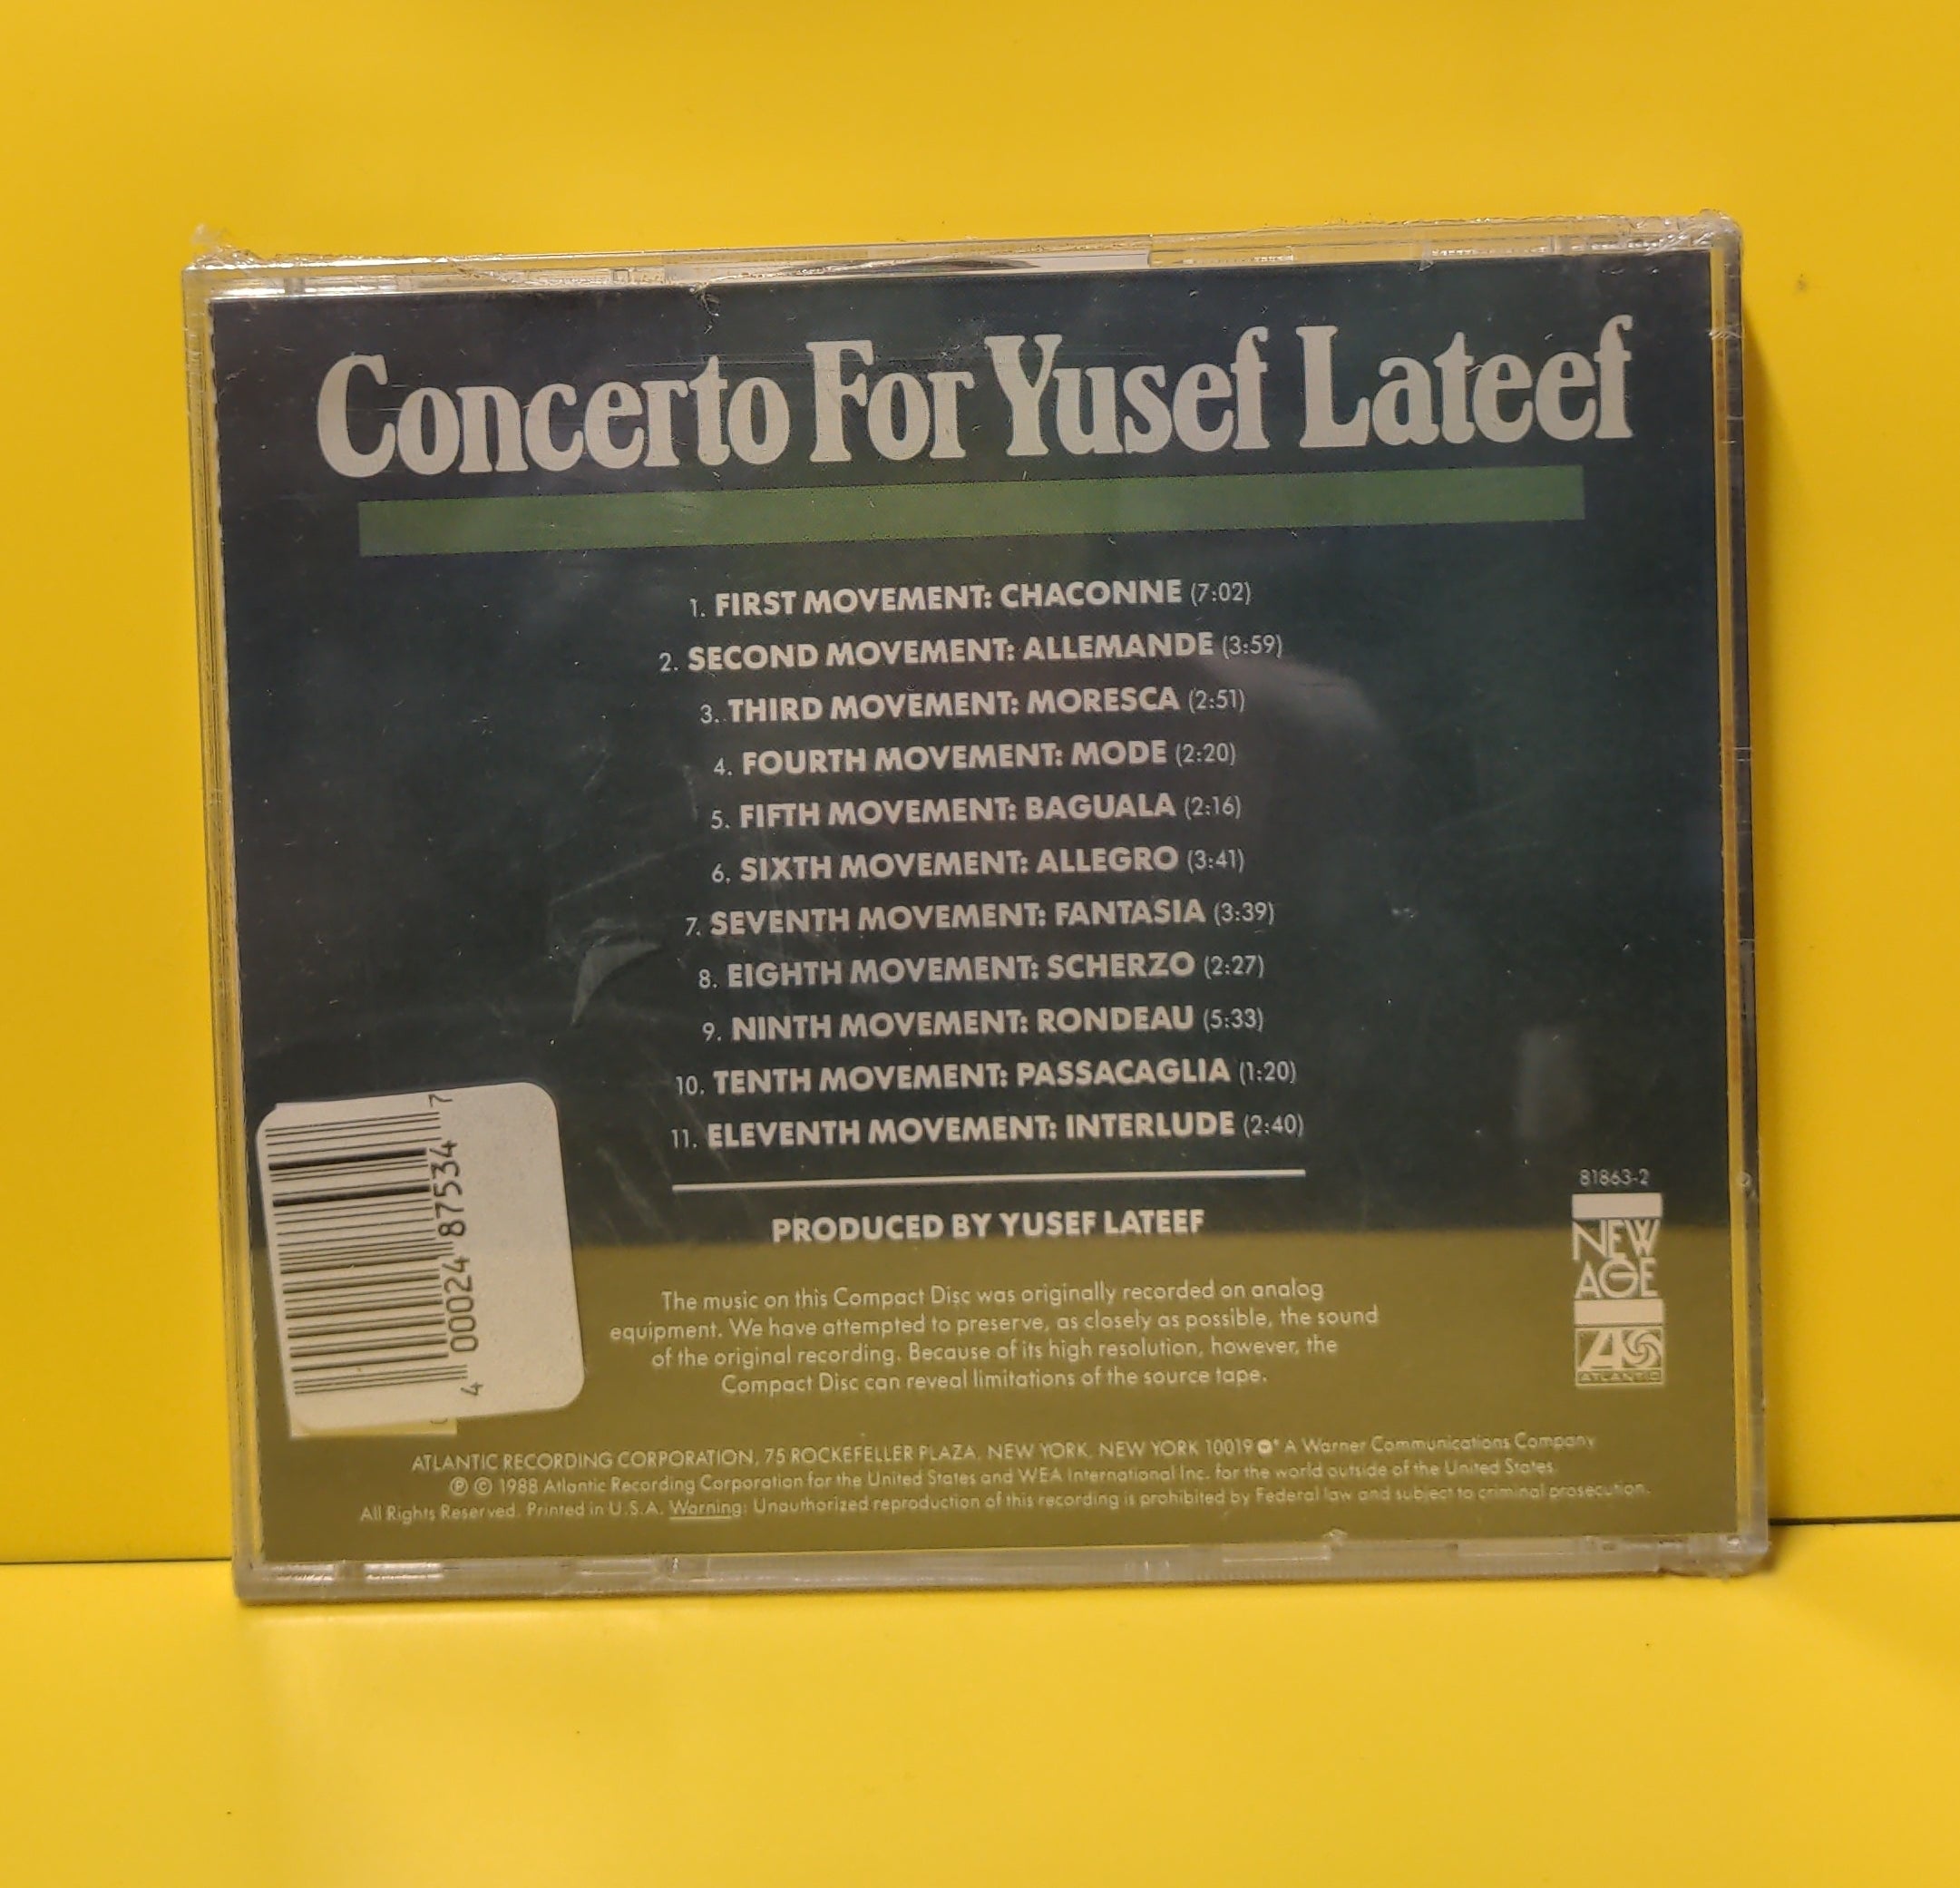 Concerto For Yusef Lateef
1. FIRST MOVEMENT: CHACONNE (7:02)
2. SECOND MOVEMENT: ALLEMANDE (3:59)
3. THIRD MOVEMENT: MORESCA (2:51)
4. FOURTH MOVEMENT: MODE (2:20)
5. FIFTH MOVEMENT: BAGUALA (2:16)
6. SIXTH MOVEMENT: ALLEGRO (3:41)
7. SEVENTH MOVEMENT: FANTASIA (3:39)
8. EIGHTH MOVEMENT: SCHERZO (2:27)
9. NINTH MOVEMENT: RONDEAU (5:33)
10. TENTH MOVEMENT: PASSACAGLIA (1:20)
11. ELEVENTH MOVEMENT: INTERLUDE (2:40)
PRODUCED BY YUSEF LATEEF
The music on this Compact Disc was originally recorded on analog
equipment. We have attempted to preserve, as closely as possible, the sound
of the original recording. Because of its high resolution, however, the
Compact Disc can reveal limitations of the source tape.
4 00024 87534 7
81863-2
NEW
AGE
ATLANTIC
ATLANTIC RECORDING CORPORATION, 75 ROCKEFELLER PLAZA, NEW YORK, NEW YORK 10019 A Warner Communications Company
℗ © 1988 Atlantic Recording Corporation for the United States and WEA International Inc. for the world outside of the United States.
All Rights Reserved. Printed in U.S.A. Warning: Unauthorized reproduction of this recording is prohibited by Federal law and subject to criminal prosecution.